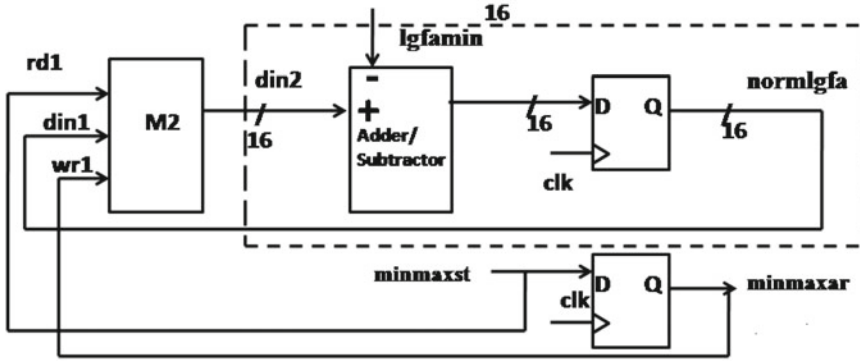 16
lgfamin
rd1
din2
normlgfa
-
+
M2
din1
D Q
16
Adder/
Subtractor
16
16
wr1
clk
minmaxst
D Q
minmaxar
clk